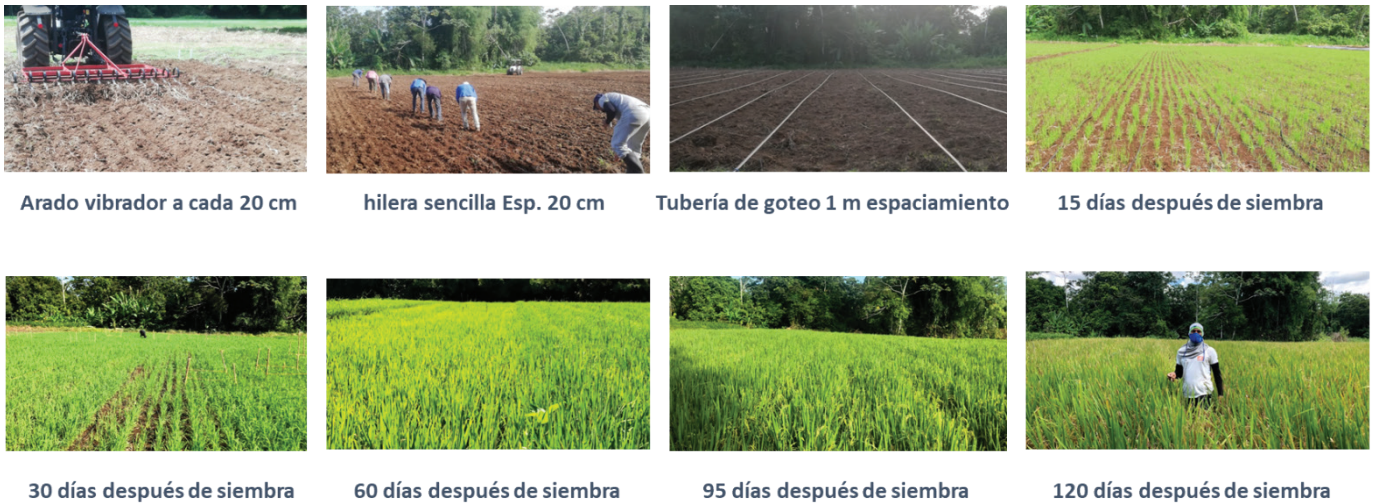 Arado vibrador a cada 20 cm
hilera sencilla Esp. 20 cm
Tubería de goteo 1 m espaciamiento
15 días después de siembra
30 días después de siembra
60 días después de siembra
95 días después de siembra
120 días después de siembra